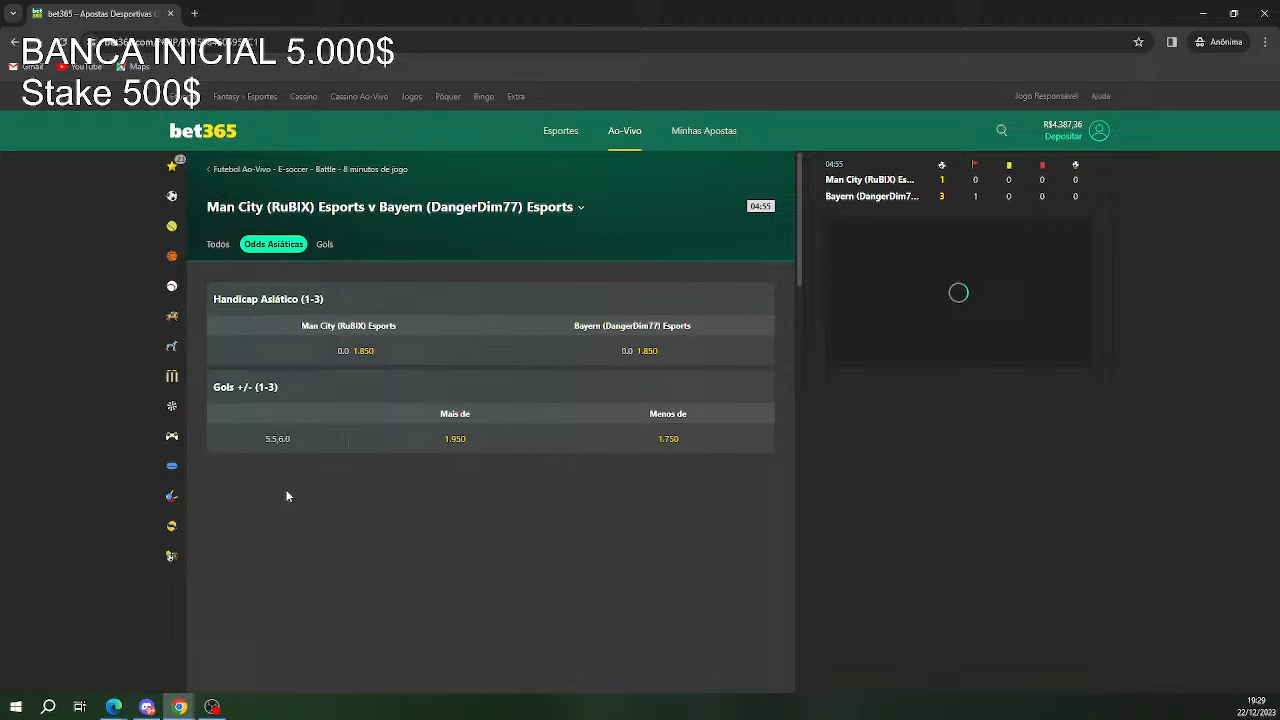 bet365 - Apostas Desportivas
BANCA INICIAL 5.000$
Gmail YouTube Maps
Anônima
Stake 500$
Fantasy - Esportes Cassino Cassino Ao-Vivo Jogos Pôquer Bingo Extra
Jogo Responsável Ajuda
bet365
Esportes Ao-Vivo Minhas Apostas
R$4.387,36
Depositar
23
Futebol Ao-Vivo - E-soccer - Battle - 8 minutos de jogo
Man City (RuBIX) Esports v Bayern (DangerDim77) Esports
04:55
Todos Odds Asiáticas Gols
Handicap Asiático (1-3)
Man City (RuBIX) Esports Bayern (DangerDim77) Esports
0.0 1.850 0.0 1.850
Gols +/- (1-3)
Mais de Menos de
5.5,6.0 1.950 1.750
04:55
Man City (RuBIX) Es... 1 0 0 0 0
Bayern (DangerDim7... 3 1 0 0 0
19:29
22/12/2023